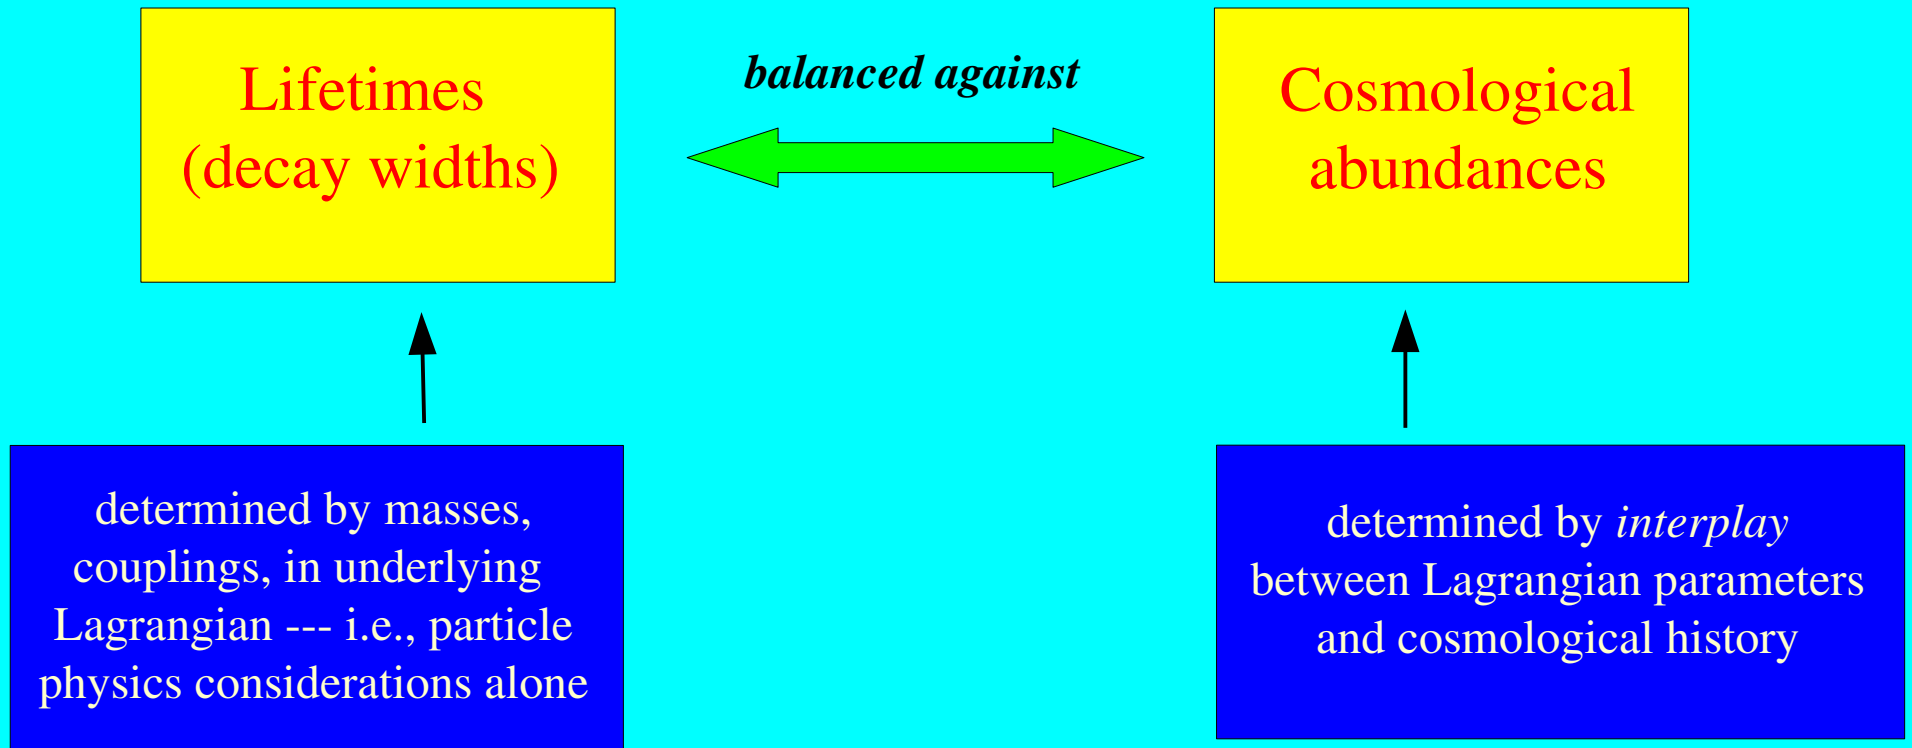 Lifetimes
(decay widths)
balanced against
Cosmological
abundances
determined by masses,
couplings, in underlying
Lagrangian --- i.e., particle
physics considerations alone
determined by interplay
between Lagrangian parameters
and cosmological history